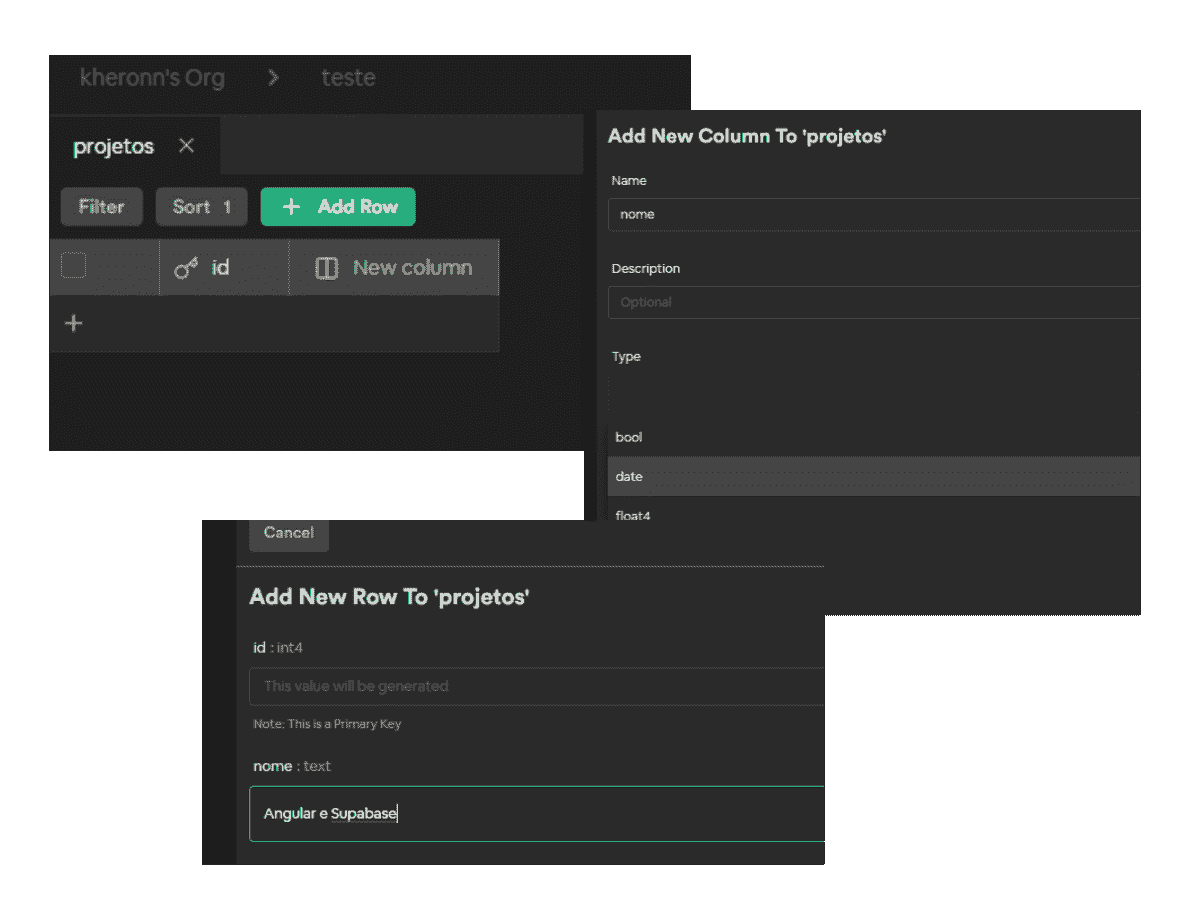 kheronn's Org > teste
projetos
Filter Sort 1 + Add Row
id New column
+
Add New Column To 'projetos'
Name
nome
Description
Optional
Type
bool
date
float4
Cancel
Add New Row To 'projetos'
id : int4
This value will be generated
Note: This is a Primary Key
nome : text
Angular e Supabase